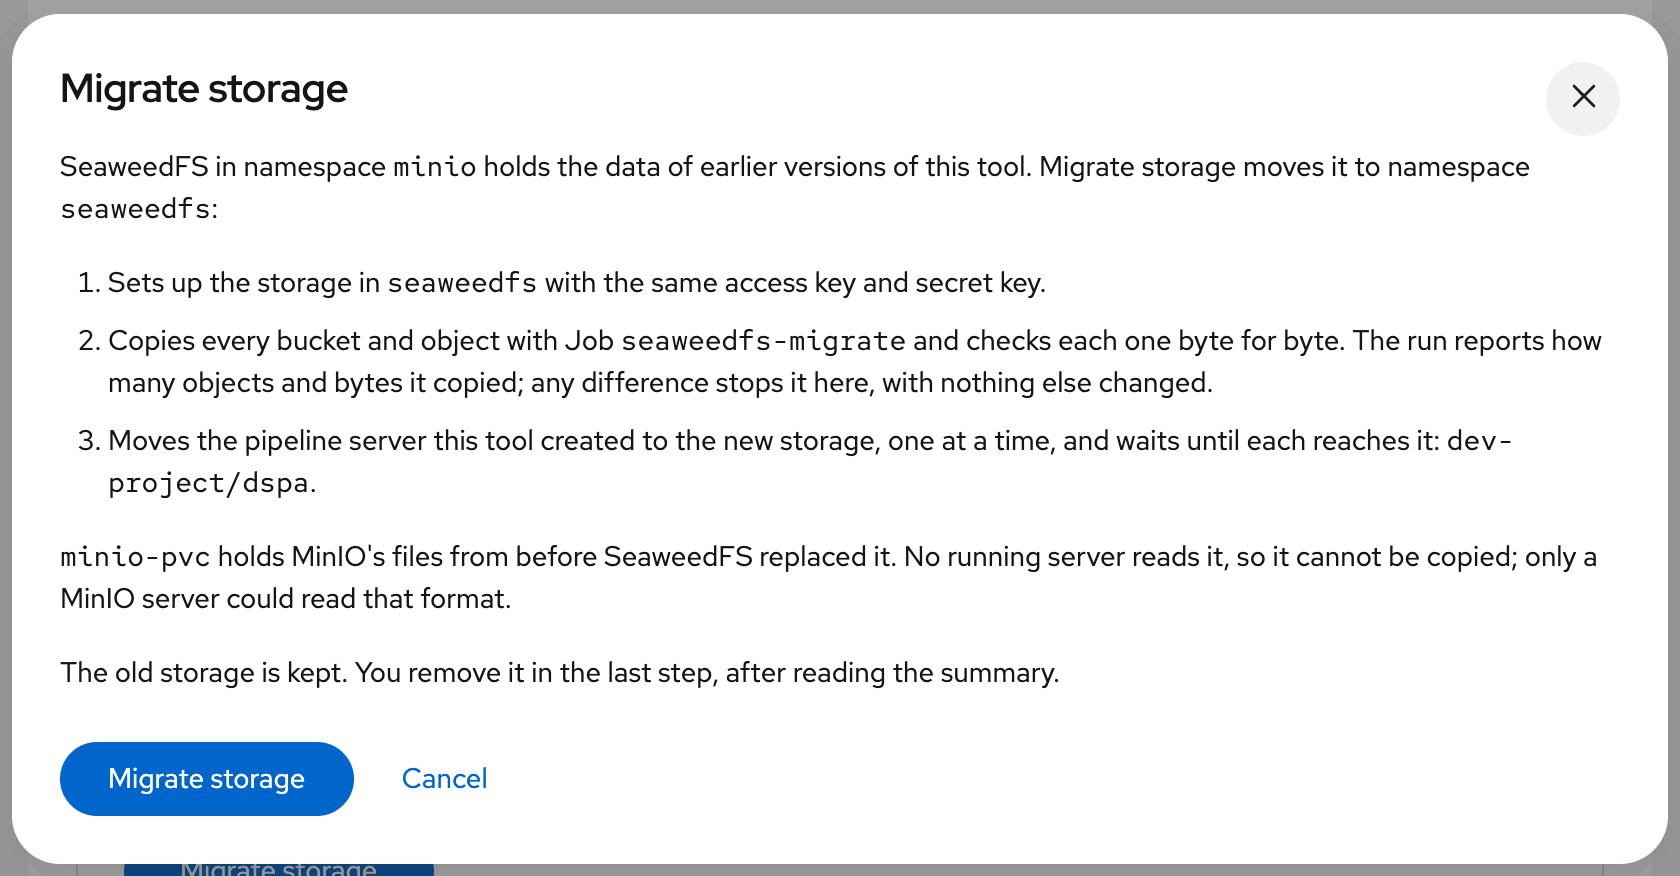 Migrate storage
SeaweedFS in namespace minio holds the data of earlier versions of this tool. Migrate storage moves it to namespace
seaweedfs:
1. Sets up the storage in seaweedfs with the same access key and secret key.
2. Copies every bucket and object with Job seaweedfs-migrate and checks each one byte for byte. The run reports how
many objects and bytes it copied; any difference stops it here, with nothing else changed.
3. Moves the pipeline server this tool created to the new storage, one at a time, and waits until each reaches it: dev-
project/dspa.
minio-pvc holds MinIO's files from before SeaweedFS replaced it. No running server reads it, so it cannot be copied; only a
MinIO server could read that format.
The old storage is kept. You remove it in the last step, after reading the summary.
Migrate storage Cancel
Migrate storage